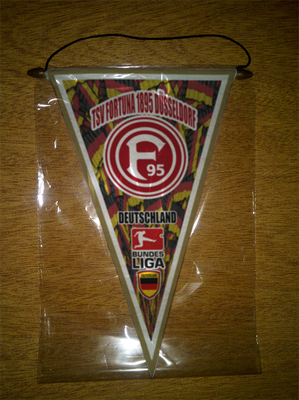 TSV FORTUNA 1895 DÜSSELDORF
F
95
DEUTSCHLAND
BUNDES
LIGA